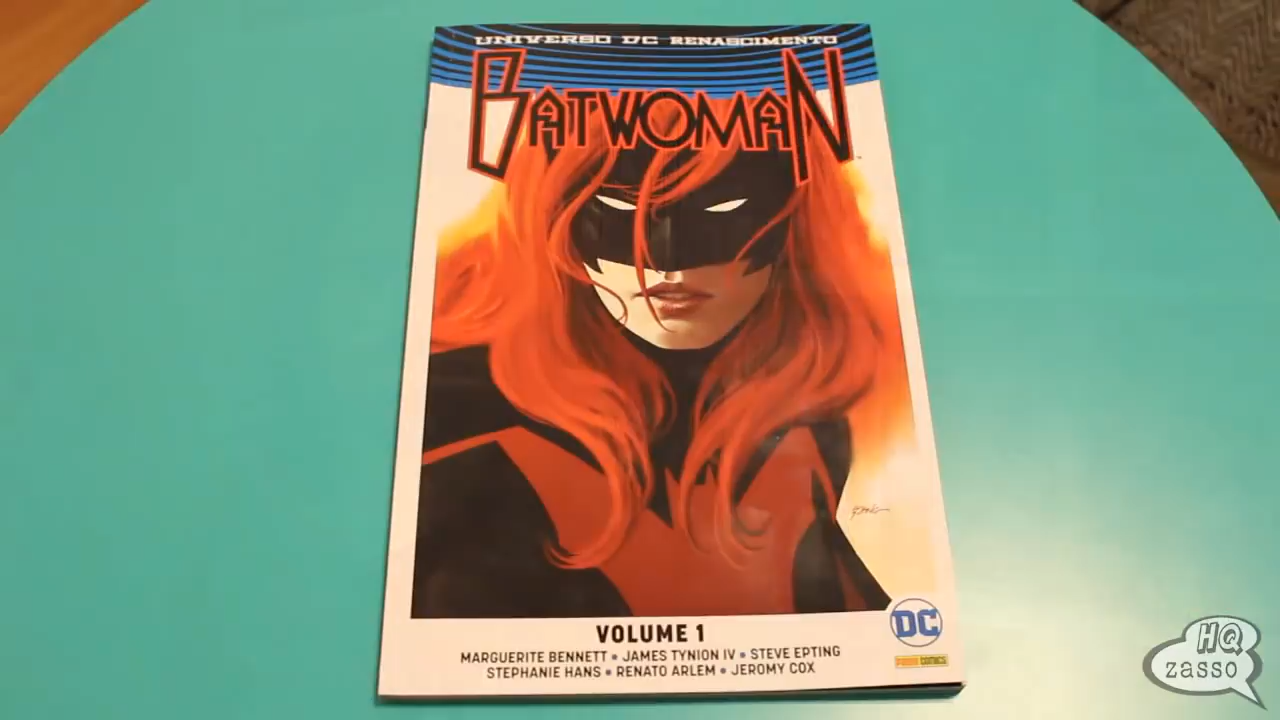 UNIVERSO DC RENASCIMENTO
BATWOMAN
VOLUME 1
MARGUERITE BENNETT • JAMES TYNION IV • STEVE EPTING
STEPHANIE HANS • RENATO ARLEM • JEROMY COX
DC
PANINI COMICS
HQ
zasso